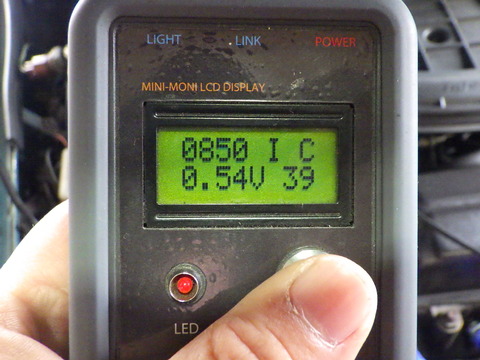 LIGHT LINK POWER
MINI-MONI LCD DISPLAY
0850 I C
0.54V 39
LED